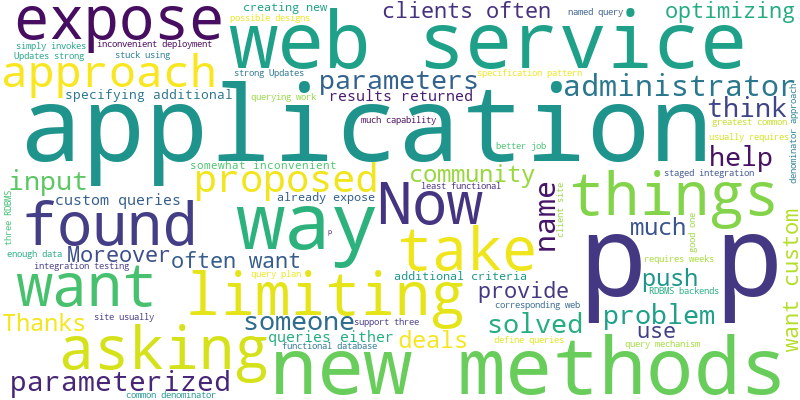 expose
creating new
possible designs
clients often
named query
optimizing
simply invokes
inconvenient deployment
Updates strong
stuck using
web service
approach
strong Updates
parameters
specification pattern
administrator
specifying additional
querying work
results returned
think
greatest common
application
much capability
usually requires
better job
help
denominator approach
input
somewhat inconvenient
proposed
community
staged integration
things
least functional
already expose
custom queries
found
way
Now
name
client site
much
good one
three RDBMS
enough data
Moreover
often want
take
p p
requires weeks
integration testing
query plan
additional criteria
push
want
limiting
provide
RDBMS backends
corresponding web
problem
want custom
Thanks
site usually
someone
support three
solved
use
asking
queries either
deals
define queries
query mechanism
functional database
new methods
parameterized
common denominator
p